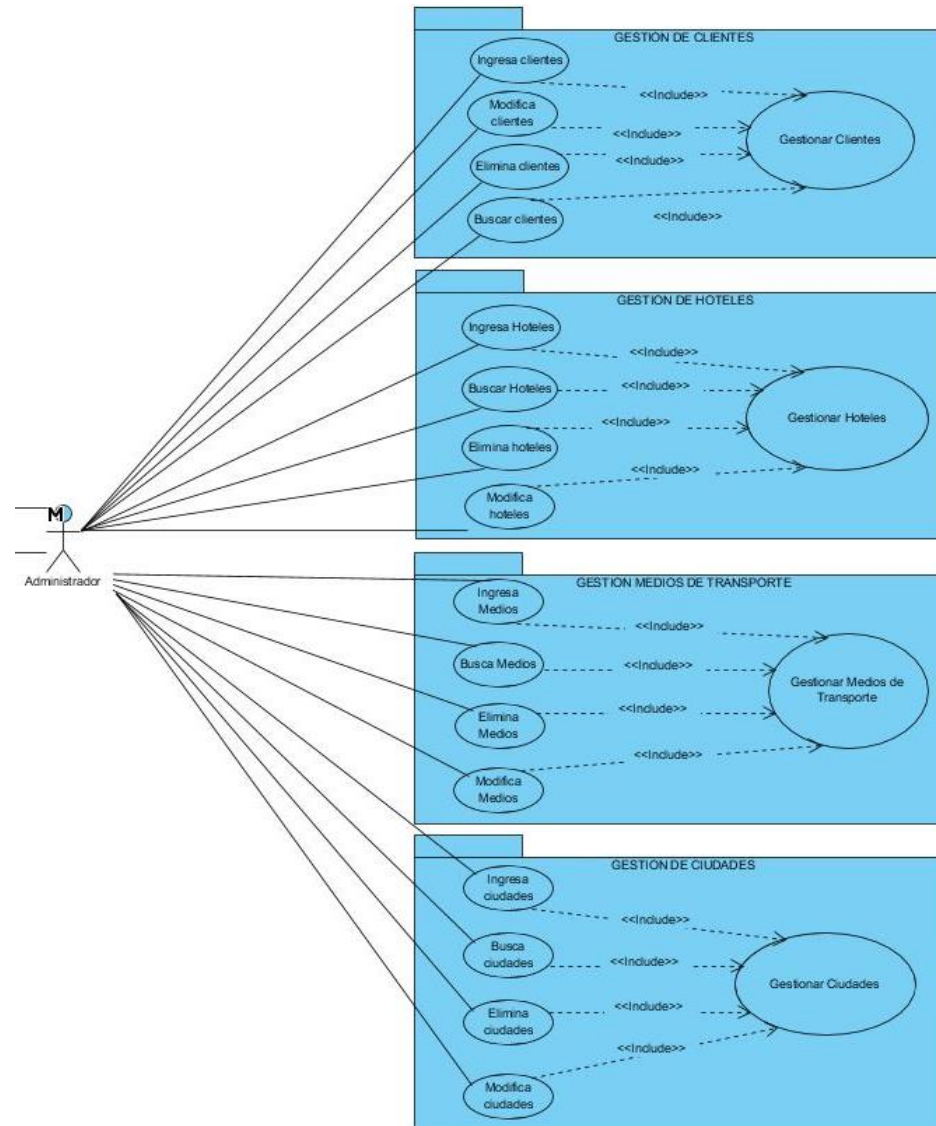 GESTION DE CLIENTES
Ingresa clientes
<<Include>>
Modifica
clientes
<<Include>>
Gestionar Clientes
Elimina clientes
<<Include>>
Buscar clientes
<<Include>>
GESTION DE HOTELES
Ingresa Hoteles
<<Include>>
Buscar Hoteles
<<Include>>
Gestionar Hoteles
Elimina hoteles
<<Include>>
Modifica
hoteles
<<Include>>
M
Administrador
GESTION MEDIOS DE TRANSPORTE
Ingresa
Medios
<<Include>>
Busca Medios
<<Include>>
Gestionar Medios de
Transporte
Elimina
Medios
<<Include>>
Modifica
Medios
<<Include>>
GESTION DE CIUDADES
Ingresa
ciudades
<<Include>>
Busca
ciudades
<<Include>>
Gestionar Ciudades
Elimina
ciudades
<<Include>>
Modifica
ciudades
<<Include>>